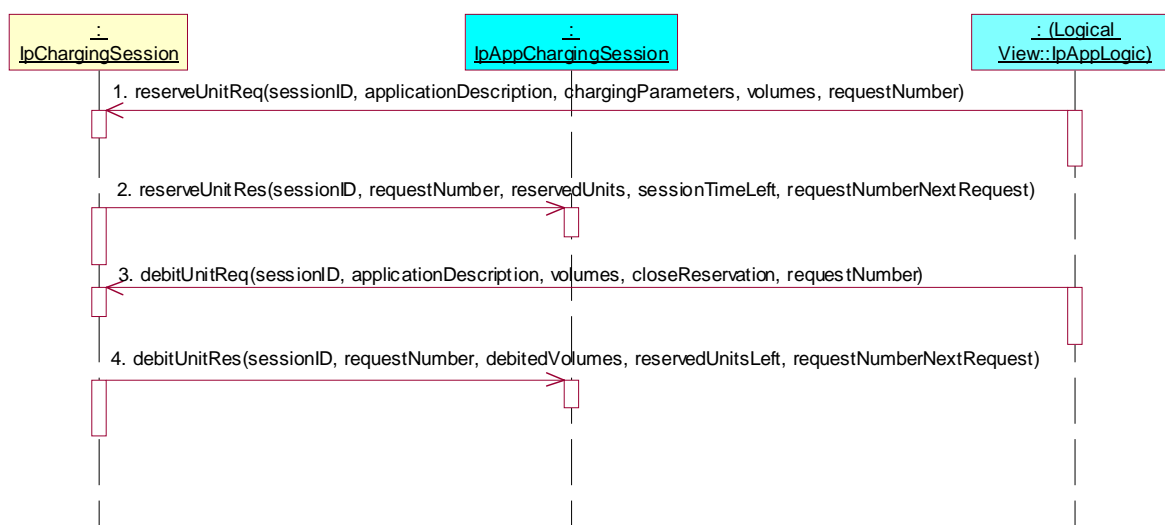 :
IpChargingSession
:
IpAppChargingSession
: (Logical
View::IpAppLogic)
1. reserveUnitReq(sessionID, applicationDescription, chargingParameters, volumes, requestNumber)
2. reserveUnitRes(sessionID, requestNumber, reservedUnits, sessionTimeLeft, requestNumberNextRequest)
3. debitUnitReq(sessionID, applicationDescription, volumes, closeReservation, requestNumber)
4. debitUnitRes(sessionID, requestNumber, debitedVolumes, reservedUnitsLeft, requestNumberNextRequest)